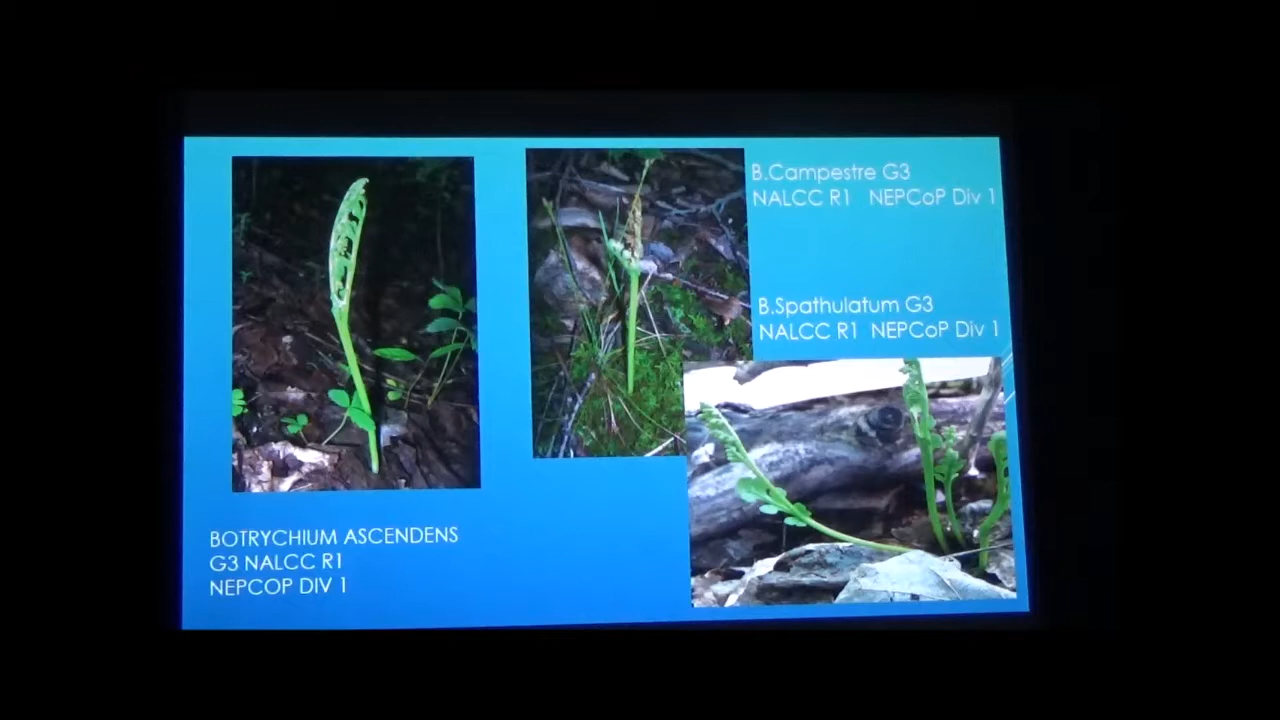 B.Campestre G3
NALCC R1 NEPCoP Div 1
B.Spathulatum G3
NALCC R1 NEPCoP Div 1
BOTRYCHIUM ASCENDENS
G3 NALCC R1
NEPCOP DIV 1